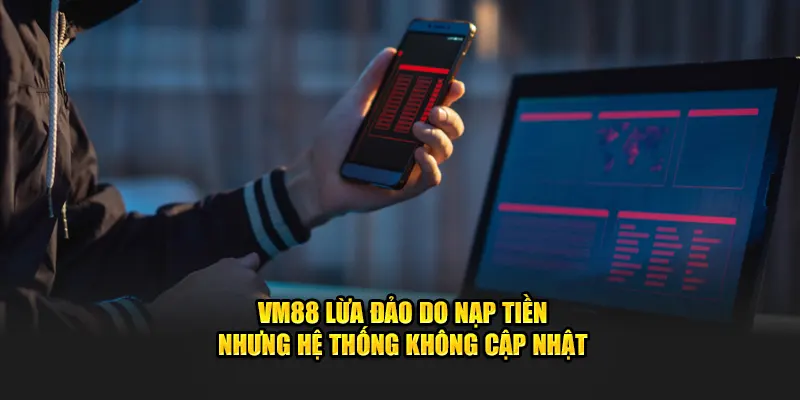 VM88 LỪA ĐẢO DO NẠP TIỀN
NHƯNG HỆ THỐNG KHÔNG CẬP NHẬT